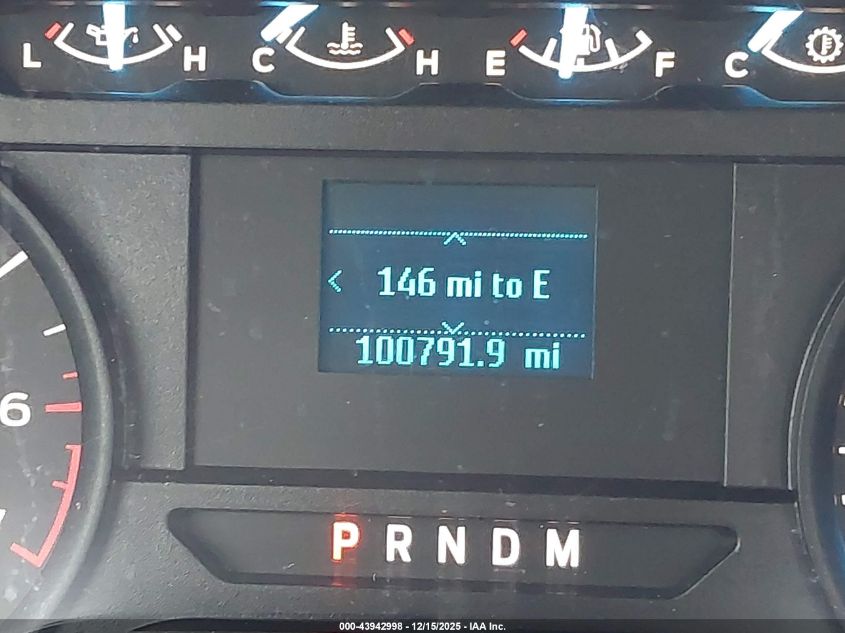 L H C H E F C
< 146 mi to E
100791.9 mi
6
P R N D M
000-43942998 - 12/15/2025 - IAA Inc.